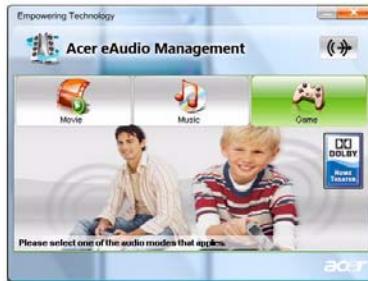 Empowering Technology
Acer eAudio Management
Movie
Music
Game
DOLBY
HOME
THEATER
Please select one of the audio modes that applies.
acer